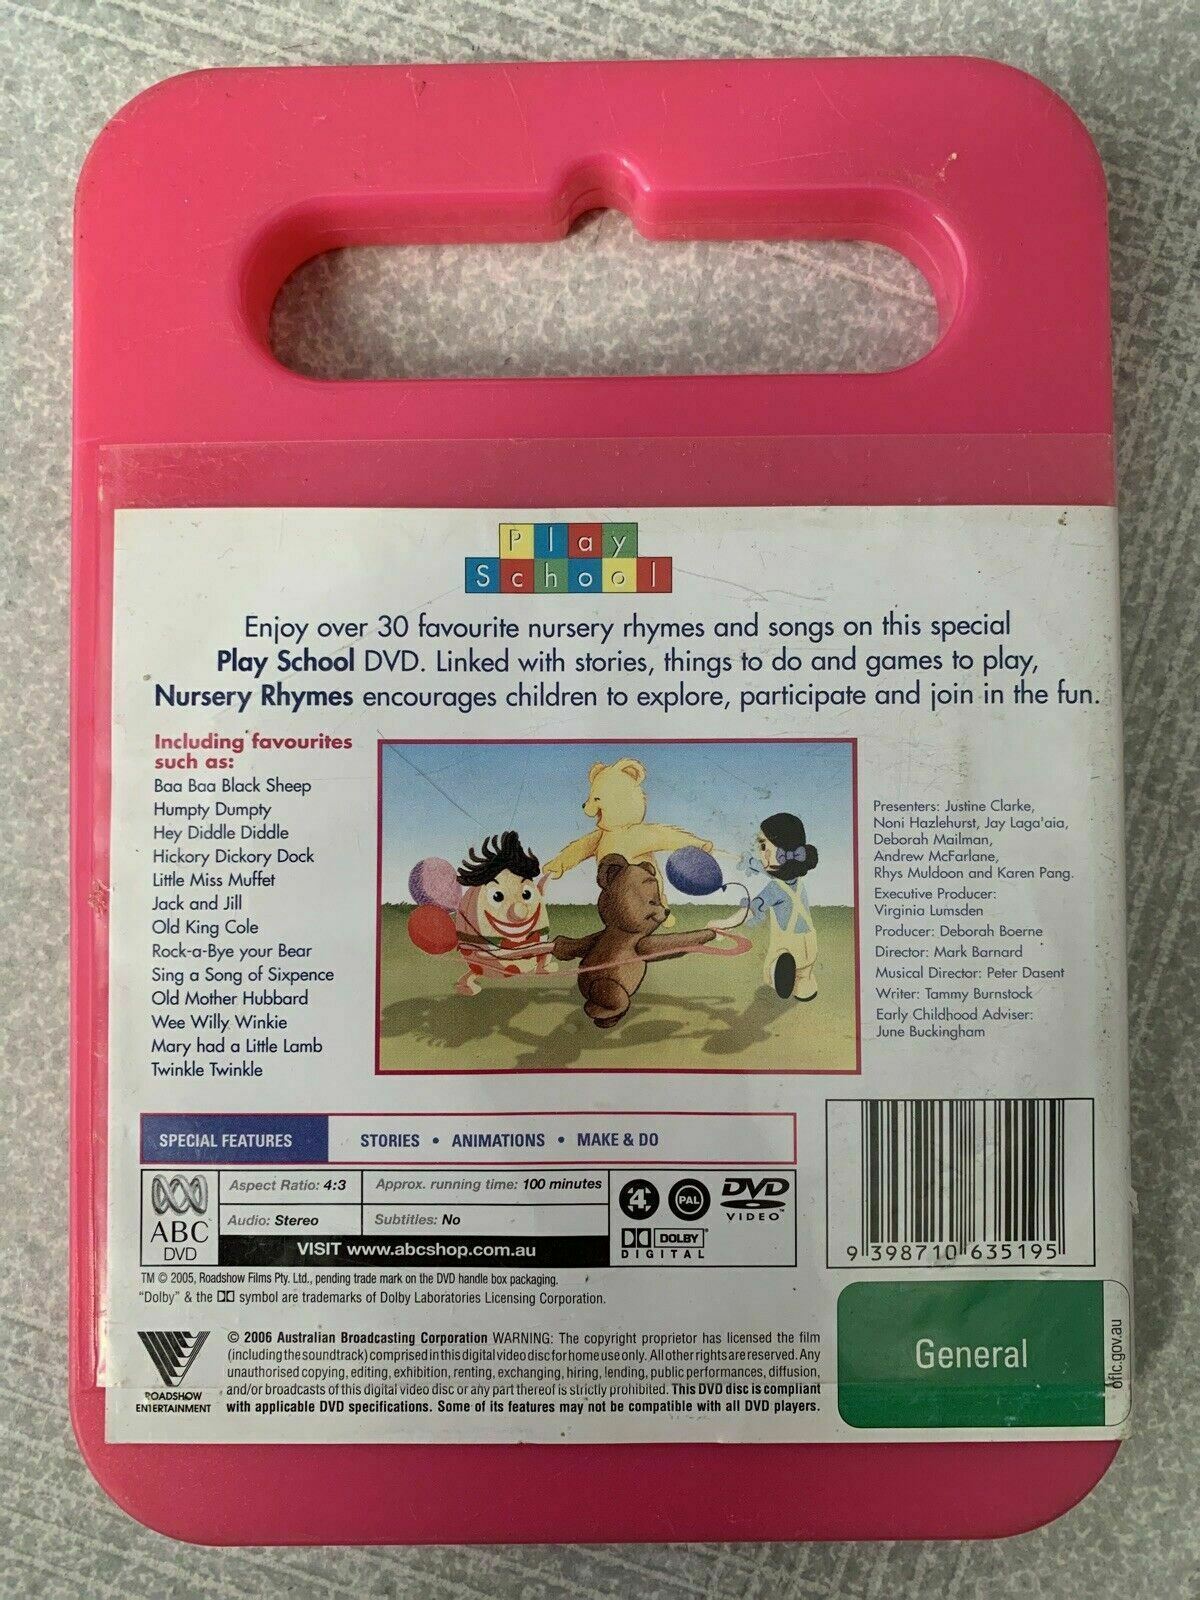 Play
School
Enjoy over 30 favourite nursery rhymes and songs on this special
Play School DVD. Linked with stories, things to do and games to play,
Nursery Rhymes encourages children to explore, participate and join in the fun.
Including favourites
such as:
Baa Baa Black Sheep
Humpty Dumpty
Hey Diddle Diddle
Hickory Dickory Dock
Little Miss Muffet
Jack and Jill
Old King Cole
Rock-a-Bye your Bear
Sing a Song of Sixpence
Old Mother Hubbard
Wee Willy Winkie
Mary had a Little Lamb
Twinkle Twinkle
Presenters: Justine Clarke,
Noni Hazlehurst, Jay Laga'aia,
Deborah Mailman,
Andrew McFarlane,
Rhys Muldoon and Karen Pang.
Executive Producer:
Virginia Lumsden
Producer: Deborah Boerne
Director: Mark Barnard
Musical Director: Peter Dasent
Writer: Tammy Burnstock
Early Childhood Adviser:
June Buckingham
SPECIAL FEATURES
STORIES • ANIMATIONS • MAKE & DO
ABC
DVD
Aspect Ratio: 4:3
Approx. running time: 100 minutes
Audio: Stereo
Subtitles: No
VISIT www.abcshop.com.au
4
PAL
DVD
VIDEO™
DOLBY
DIGITAL
9 398710 635195
TM © 2005, Roadshow Films Pty. Ltd., pending trade mark on the DVD handle box packaging.
"Dolby" & the DD symbol are trademarks of Dolby Laboratories Licensing Corporation.
ROADSHOW
ENTERTAINMENT
© 2006 Australian Broadcasting Corporation WARNING: The copyright proprietor has licensed the film
(including the soundtrack) comprised in this digital video disc for home use only. All other rights are reserved. Any
unauthorised copying, editing, exhibition, renting, exchanging, hiring, lending, public performances, diffusion,
and/or broadcasts of this digital video disc or any part thereof is strictly prohibited. This DVD disc is compliant
with applicable DVD specifications. Some of its features may not be compatible with all DVD players.
General
oflc.gov.au